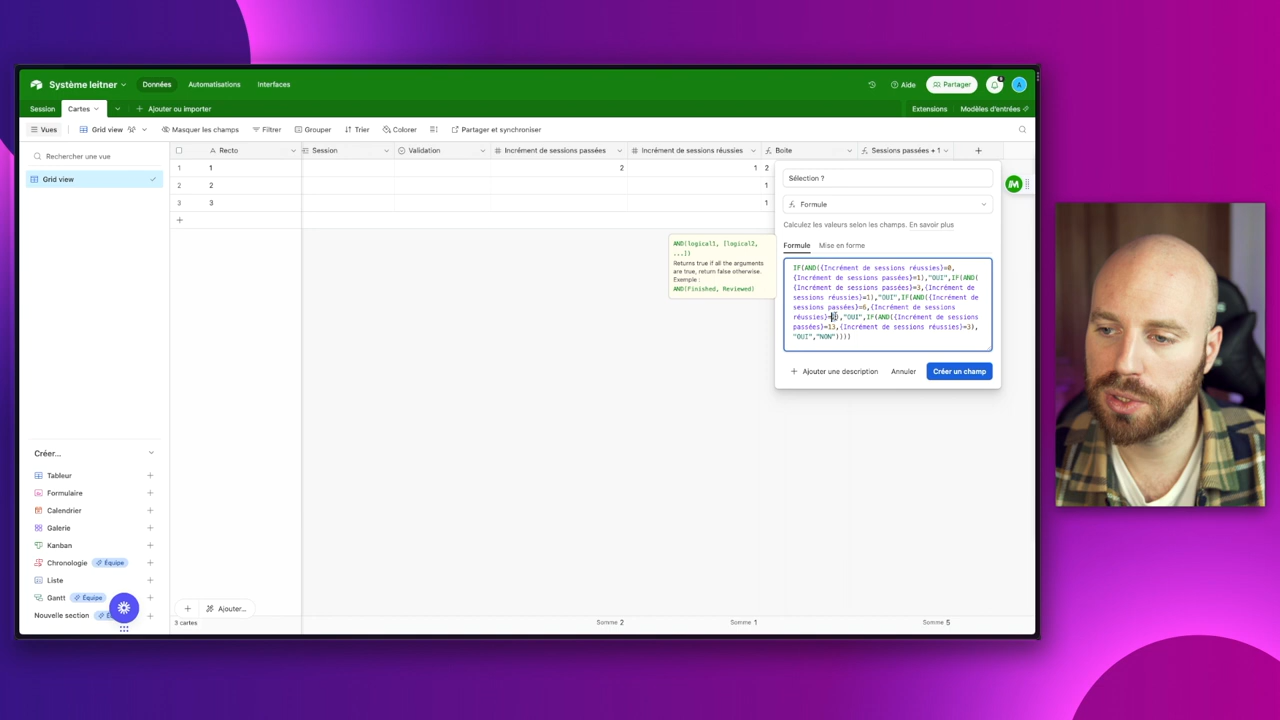 Système leitner
Données
Automatisations
Interfaces
Aide
Partager
A
Session
Cartes
Ajouter ou importer
Extensions
Modèles d'entrées
Vues
Grid view
Masquer les champs
Filtrer
Grouper
Trier
Colorer
Partager et synchroniser
Rechercher une vue
Grid view
A Recto
Session
Validation
# Incrément de sessions passées
# Incrément de sessions réussies
Boite
Sessions passées + 1
1 1 2 1 2
2 2 1
3 3 1
Sélection ?
Formule
Calculez les valeurs selon les champs. En savoir plus
Formule
Mise en forme
AND(logical1, [logical2,
...])
Returns true if all the arguments
are true, return false otherwise.
Exemple :
AND(Finished, Reviewed)
IF(AND({Incrément de sessions réussies}=0,
{Incrément de sessions passées}=1),"OUI",IF(AND(
{Incrément de sessions passées}=3,{Incrément de
sessions réussies}=1),"OUI",IF(AND({Incrément de
sessions passées}=6,{Incrément de sessions
réussies}=),"OUI",IF(AND({Incrément de sessions
passées}=13,{Incrément de sessions réussies}=3),
"OUI","NON"))))
Ajouter une description
Annuler
Créer un champ
Créer...
Tableur
Formulaire
Calendrier
Galerie
Kanban
Chronologie Équipe
Liste
Gantt Équipe
Nouvelle section
Ajouter...
3 cartes
Somme 2
Somme 1
Somme 5